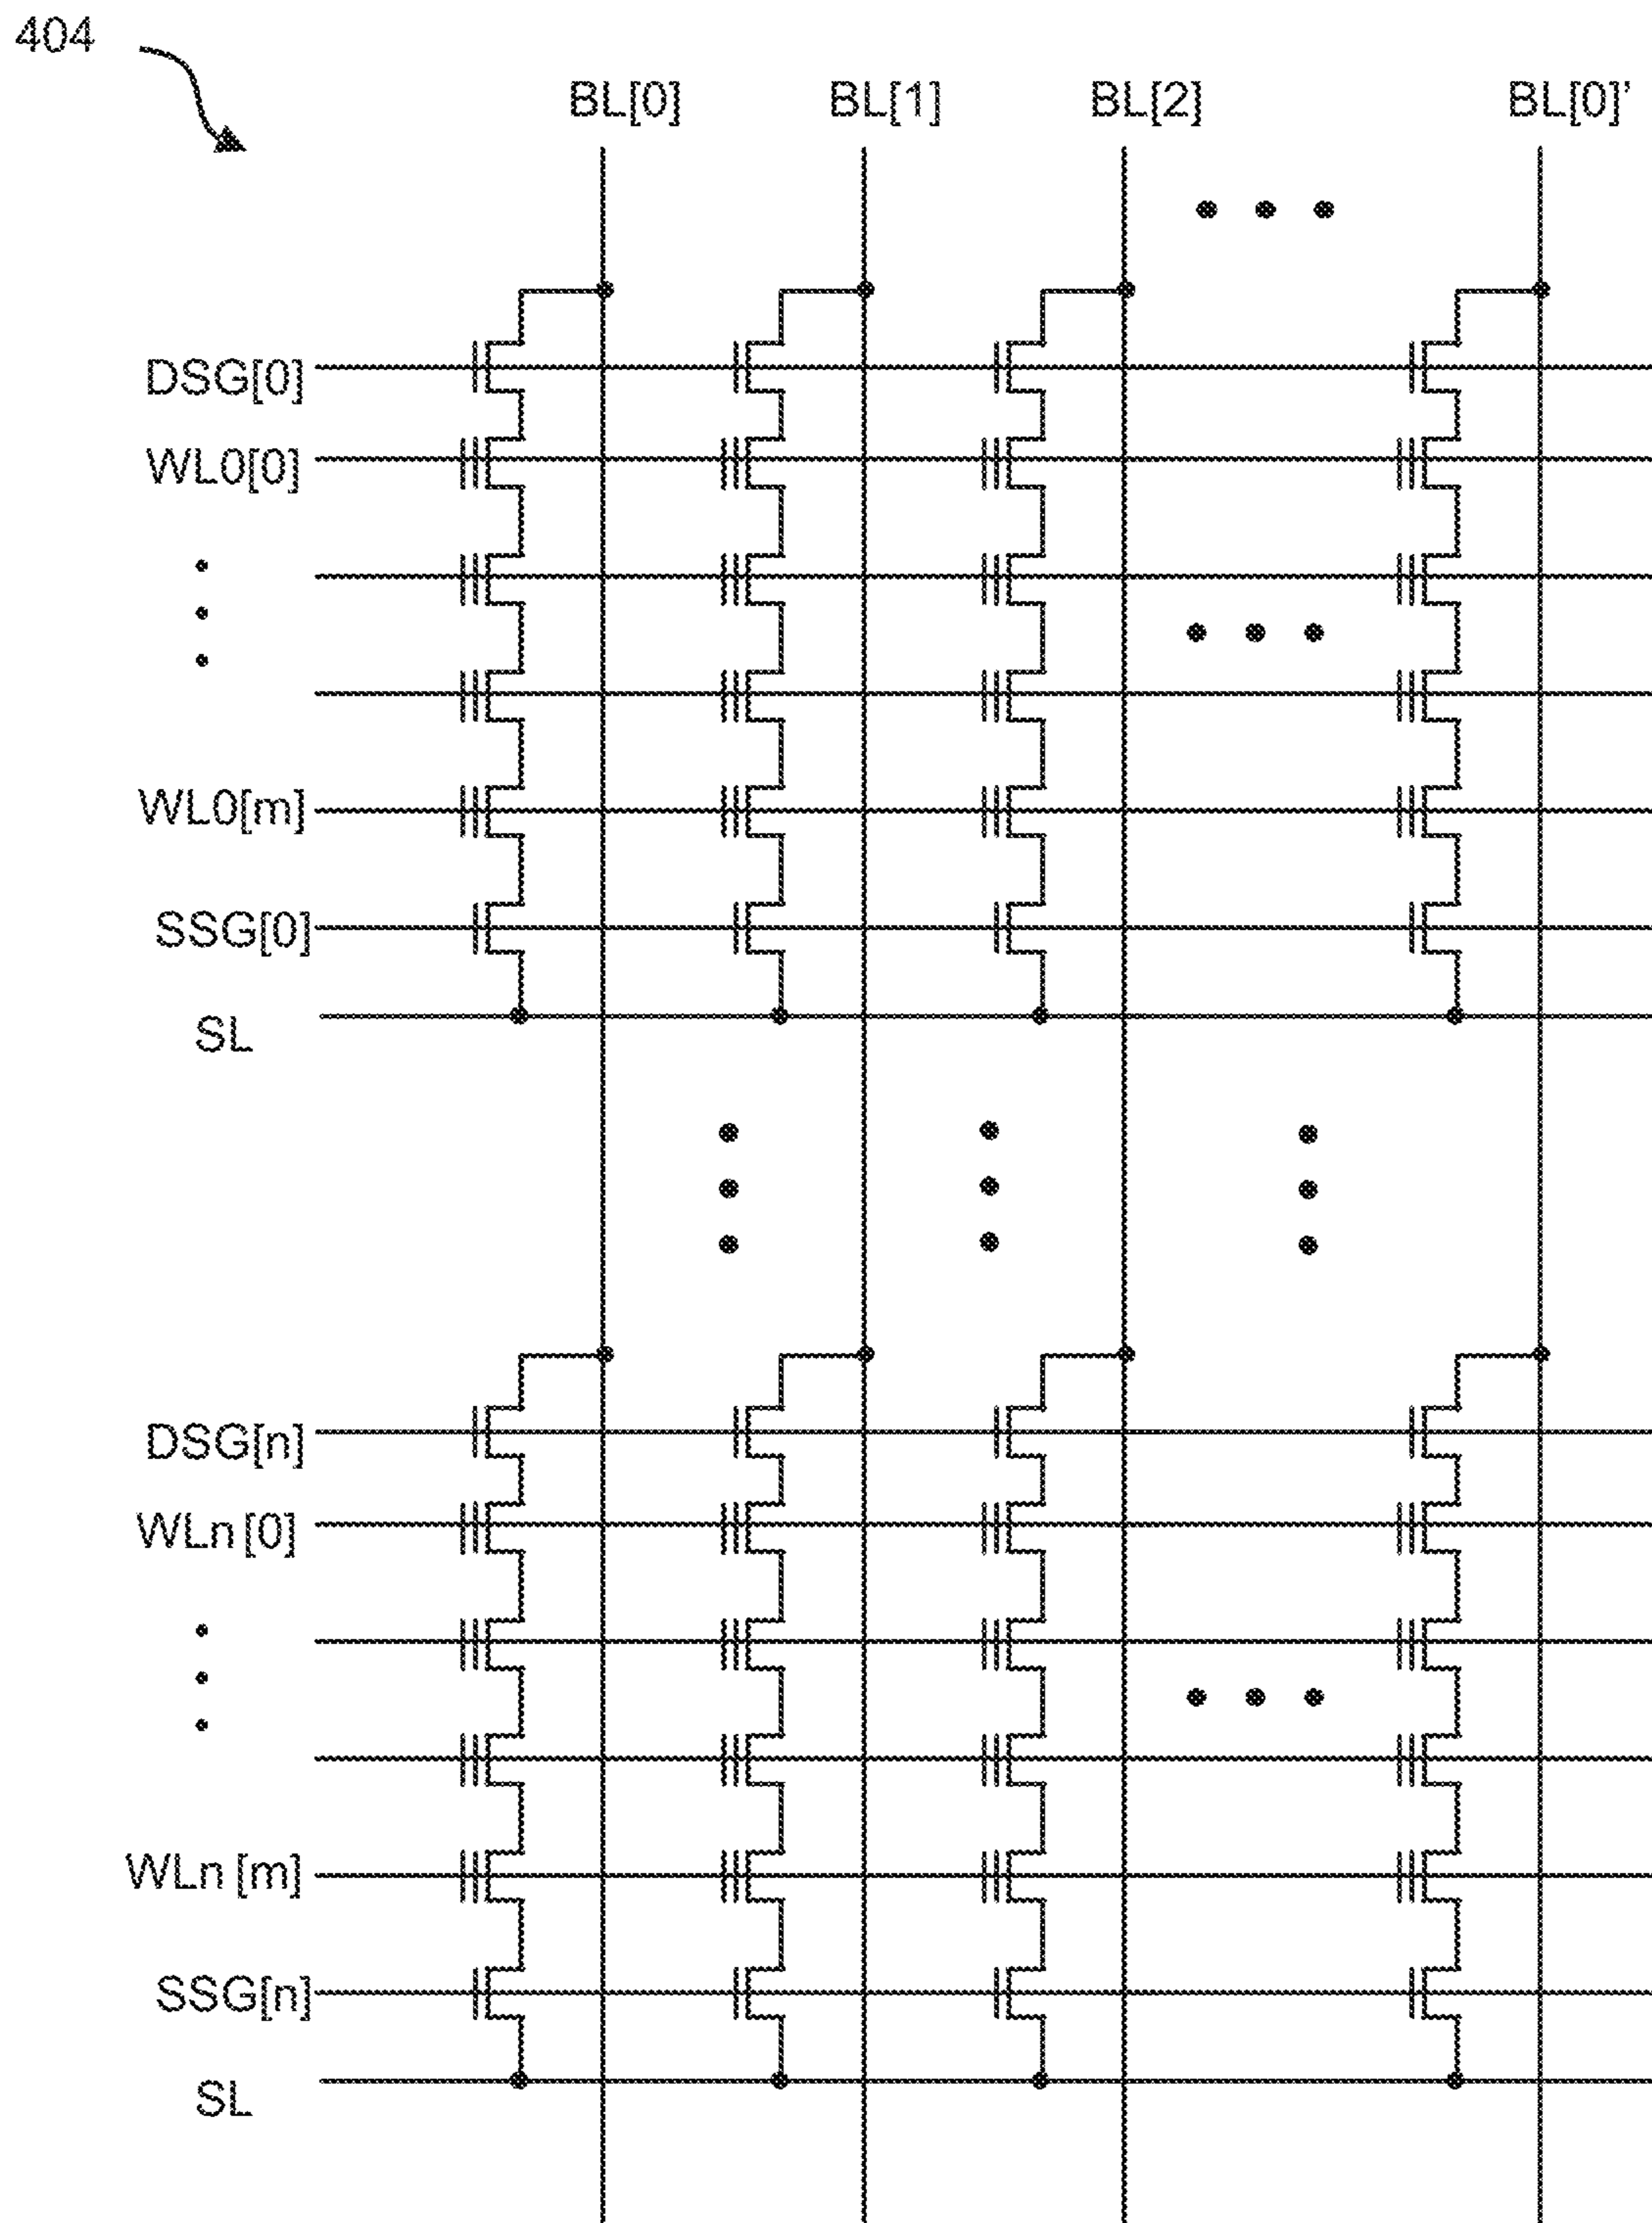 404
BL[0] BL[1] BL[2] BL[0]'
DSG[0]
WL0[0]
WL0[m]
SSG[0]
SL
DSG[n]
WLn [0]
WLn [m]
SSG[n]
SL